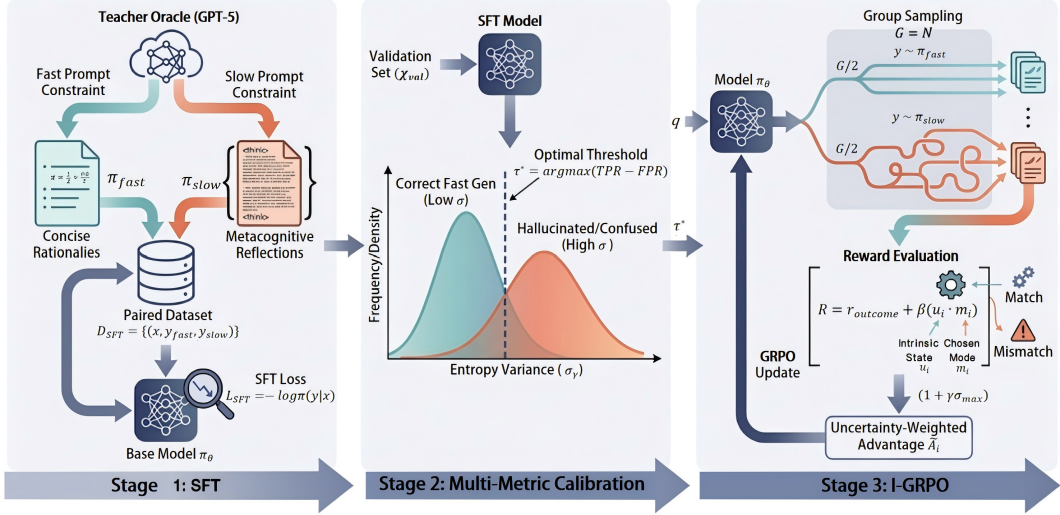 Teacher Oracle (GPT-5)
Fast Prompt
Constraint
Slow Prompt
Constraint
π_fast
π_slow
<think>
<think>
Concise
Rationalies
Metacognitive
Reflections
Paired Dataset
D_SFT = {(x, y_fast, y_slow)}
SFT Loss
L_SFT =− logπ(y|x)
Base Model π_θ
Stage 1: SFT
SFT Model
Validation
Set (χ_val)
Optimal Threshold
τ* = argmax(TPR − FPR)
Correct Fast Gen
(Low σ)
Hallucinated/Confused
(High σ)
Frequency/Density
Entropy Variance (σ_γ)
Stage 2: Multi-Metric Calibration
Group Sampling
G = N
y ~ π_fast
G/2
Model π_θ
q
y ~ π_slow
G/2
τ*
Reward Evaluation
R = r_outcome + β(u_i · m_i)
Match
Mismatch
Intrinsic
State
u_i
Chosen
Mode
m_i
GRPO
Update
(1 + γσ_max)
Uncertainty-Weighted
Advantage Ã_i
Stage 3: I-GRPO